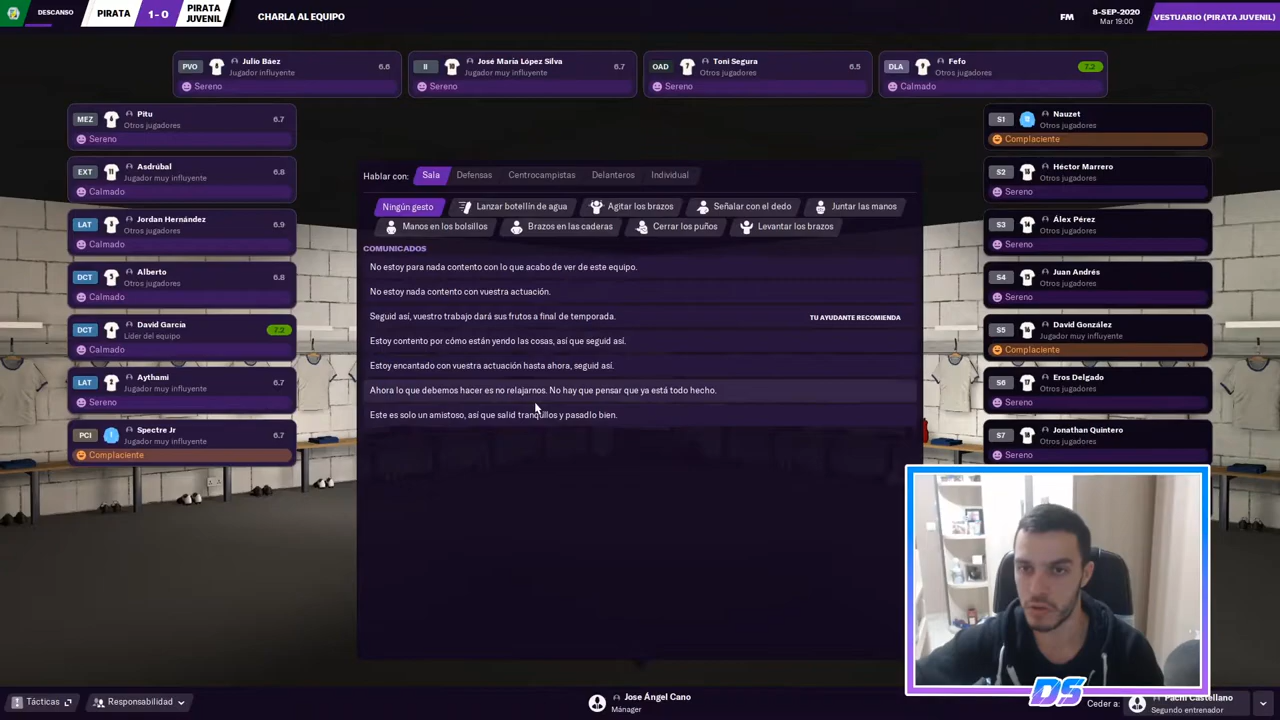 DESCANSO
PIRATA
1 - 0
PIRATA
JUVENIL
CHARLA AL EQUIPO
FM
8-SEP-2020
Mar 19:00
VESTUARIO (PIRATA JUVENIL)
PVO
Julio Báez
Jugador influyente
6.6
Sereno
II
10
José María López Silva
Jugador muy influyente
6.7
Sereno
OAD
7
Toni Segura
Otros jugadores
6.5
Sereno
DLA
9
Fefo
Otros jugadores
7.2
Calmado
MEZ
Pitu
Otros jugadores
6.7
Sereno
EXT
11
Asdrúbal
Jugador muy influyente
6.8
Calmado
LAT
Jordan Hernández
Otros jugadores
6.9
Calmado
DCT
Alberto
Otros jugadores
6.8
Calmado
DCT
David García
Líder del equipo
7.2
Calmado
LAT
Aythami
Jugador muy influyente
6.7
Sereno
PC1
1
Spectre Jr
Jugador muy influyente
6.7
Complaciente
Hablar con:
Sala
Defensas
Centrocampistas
Delanteros
Individual
Ningún gesto
Lanzar botellín de agua
Agitar los brazos
Señalar con el dedo
Juntar las manos
Manos en los bolsillos
Brazos en las caderas
Cerrar los puños
Levantar los brazos
COMUNICADOS
No estoy para nada contento con lo que acabo de ver de este equipo.
No estoy nada contento con vuestra actuación.
Seguid así, vuestro trabajo dará sus frutos a final de temporada.
TU AYUDANTE RECOMIENDA
Estoy contento por cómo están yendo las cosas, así que seguid así.
Estoy encantado con vuestra actuación hasta ahora, seguid así.
Ahora lo que debemos hacer es no relajarnos. No hay que pensar que ya está todo hecho.
Este es solo un amistoso, así que salid tranquilos y pasadlo bien.
S1
Nauzet
Otros jugadores
Complaciente
S2
Héctor Marrero
Otros jugadores
Sereno
S3
Álex Pérez
Otros jugadores
Sereno
S4
Juan Andrés
Otros jugadores
Sereno
S5
David González
Jugador muy influyente
Complaciente
S6
Eros Delgado
Otros jugadores
Sereno
S7
Jonathan Quintero
Otros jugadores
Sereno
DS
Tácticas
Responsabilidad
Jose Ángel Cano
Mánager
Ceder a:
Pachi Castellano
Segundo entrenador